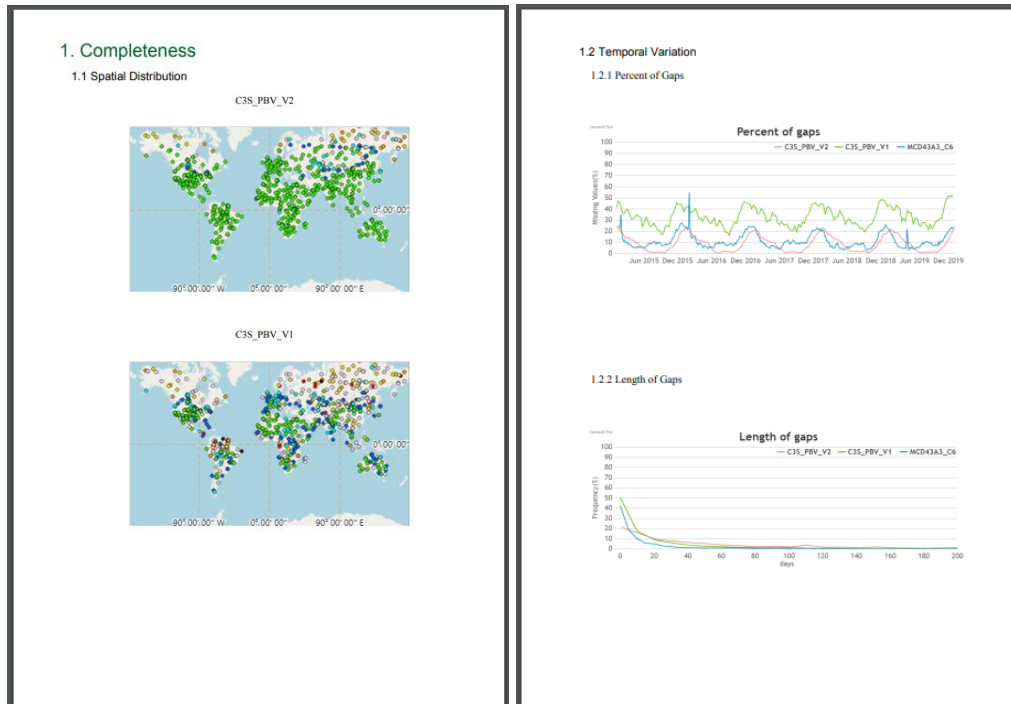 1. Completeness
1.1 Spatial Distribution
C3S_PBV_V2
0°00'00"
90°00'00" W
0°00'00"
90°00'00" E
C3S_PBV_V1
0°00'00"
90°00'00" W
0°00'00"
90°00'00" E
1.2 Temporal Variation
1.2.1 Percent of Gaps
Percent of gaps
C3S_PBV_V2 C3S_PBV_V1 MCD43A3_C6
Missing Values(%)
100
90
80
70
60
50
40
30
20
10
0
Jun 2015 Dec 2015 Jun 2016 Dec 2016 Jun 2017 Dec 2017 Jun 2018 Dec 2018 Jun 2019 Dec 2019
1.2.2 Length of Gaps
Length of gaps
C3S_PBV_V2 C3S_PBV_V1 MCD43A3_C6
Frequency(%)
100
90
80
70
60
50
40
30
20
10
0
0 20 40 60 80 100 120 140 160 180 200
days